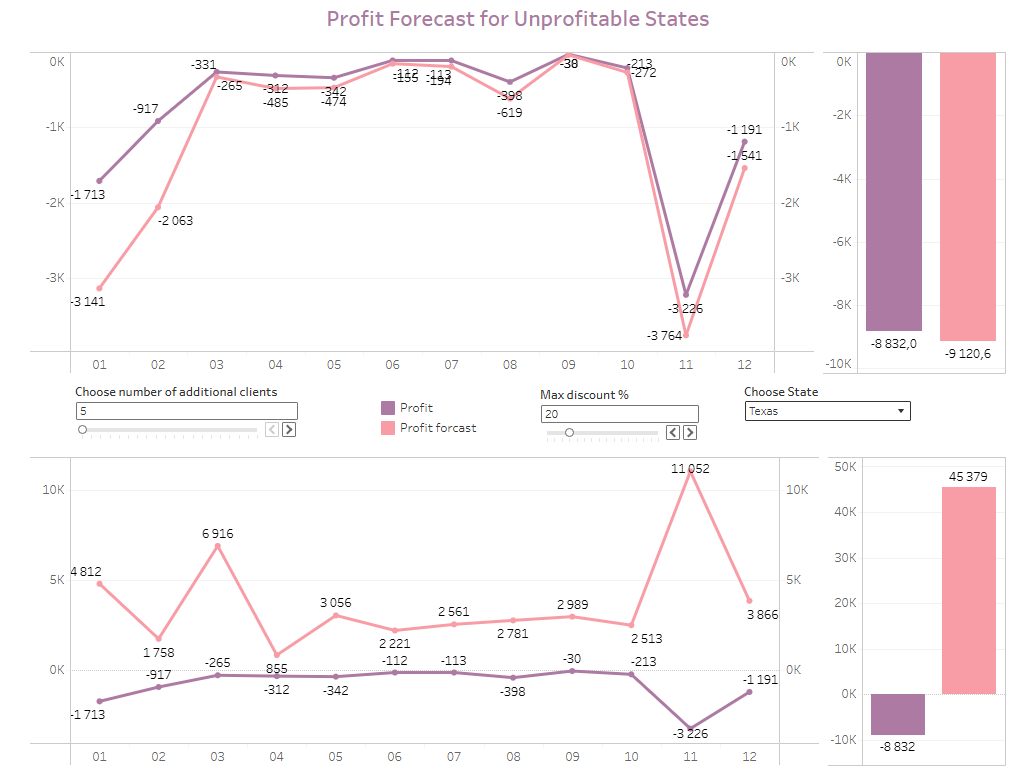 Profit Forecast for Unprofitable States
0K
-1K
-2K
-3K
-1 713
-3 141
-917
-2 063
-331
-265
-312
-485
-342
-474
-112
-155
-113
-194
-398
-619
-213
-272
-3 226
-3 764
-1 191
-1 541
0K
-1K
-2K
-3K
01 02 03 04 05 06 07 08 09 10 11 12
0K
-2K
-4K
-6K
-8K
-10K
-8 832,0
-9 120,6
Choose number of additional clients
5
Profit
Profit forcast
Max discount %
20
Choose State
Texas
10K
5K
0K
4 812
1 758
6 916
855
3 056
2 221
2 561
2 781
2 989
2 513
11 052
3 866
-1 713
-917
-265
-312
-342
-112
-113
-398
-30
-213
-3 226
-1 191
10K
5K
0K
01 02 03 04 05 06 07 08 09 10 11 12
50K
40K
30K
20K
10K
0K
-10K
45 379
-8 832